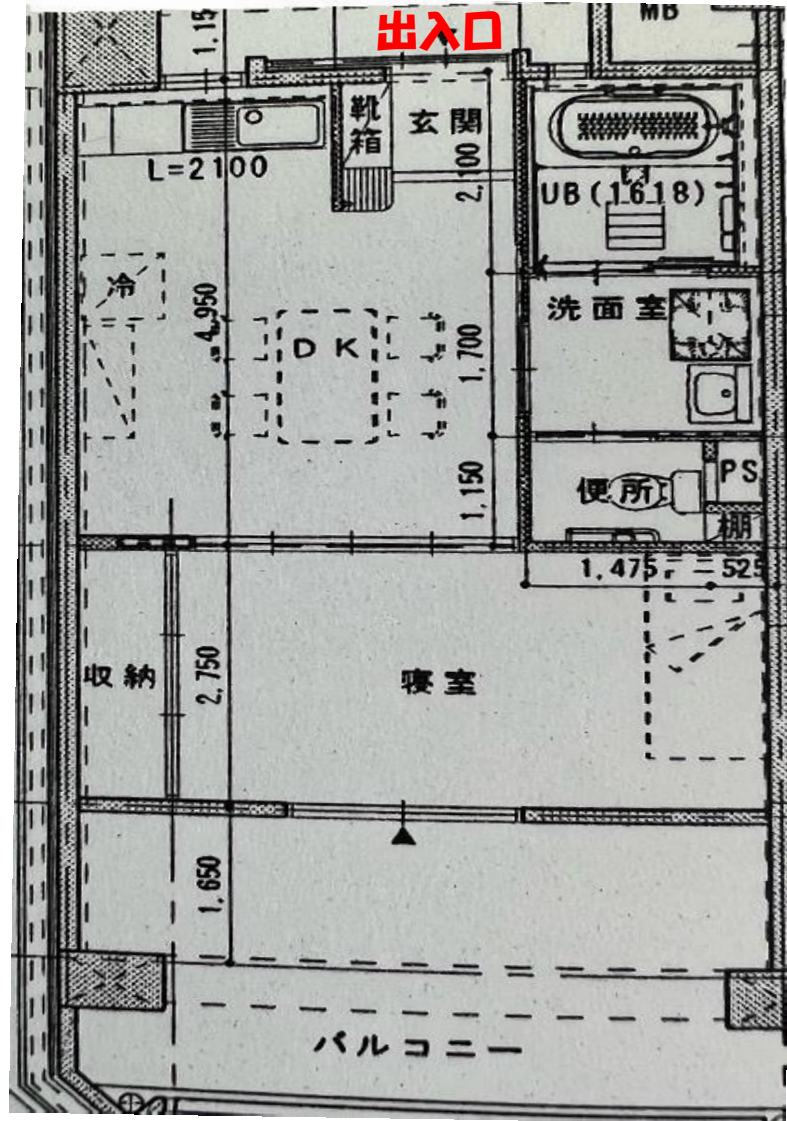 MB
1,15
出入口
靴箱
玄関
L=2100
2,100
UB(1618)
冷
4,950
DK
1,700
洗面室
1,150
便所
PS
棚
1,475
525
収納
2,750
寝室
1,650
バルコニー